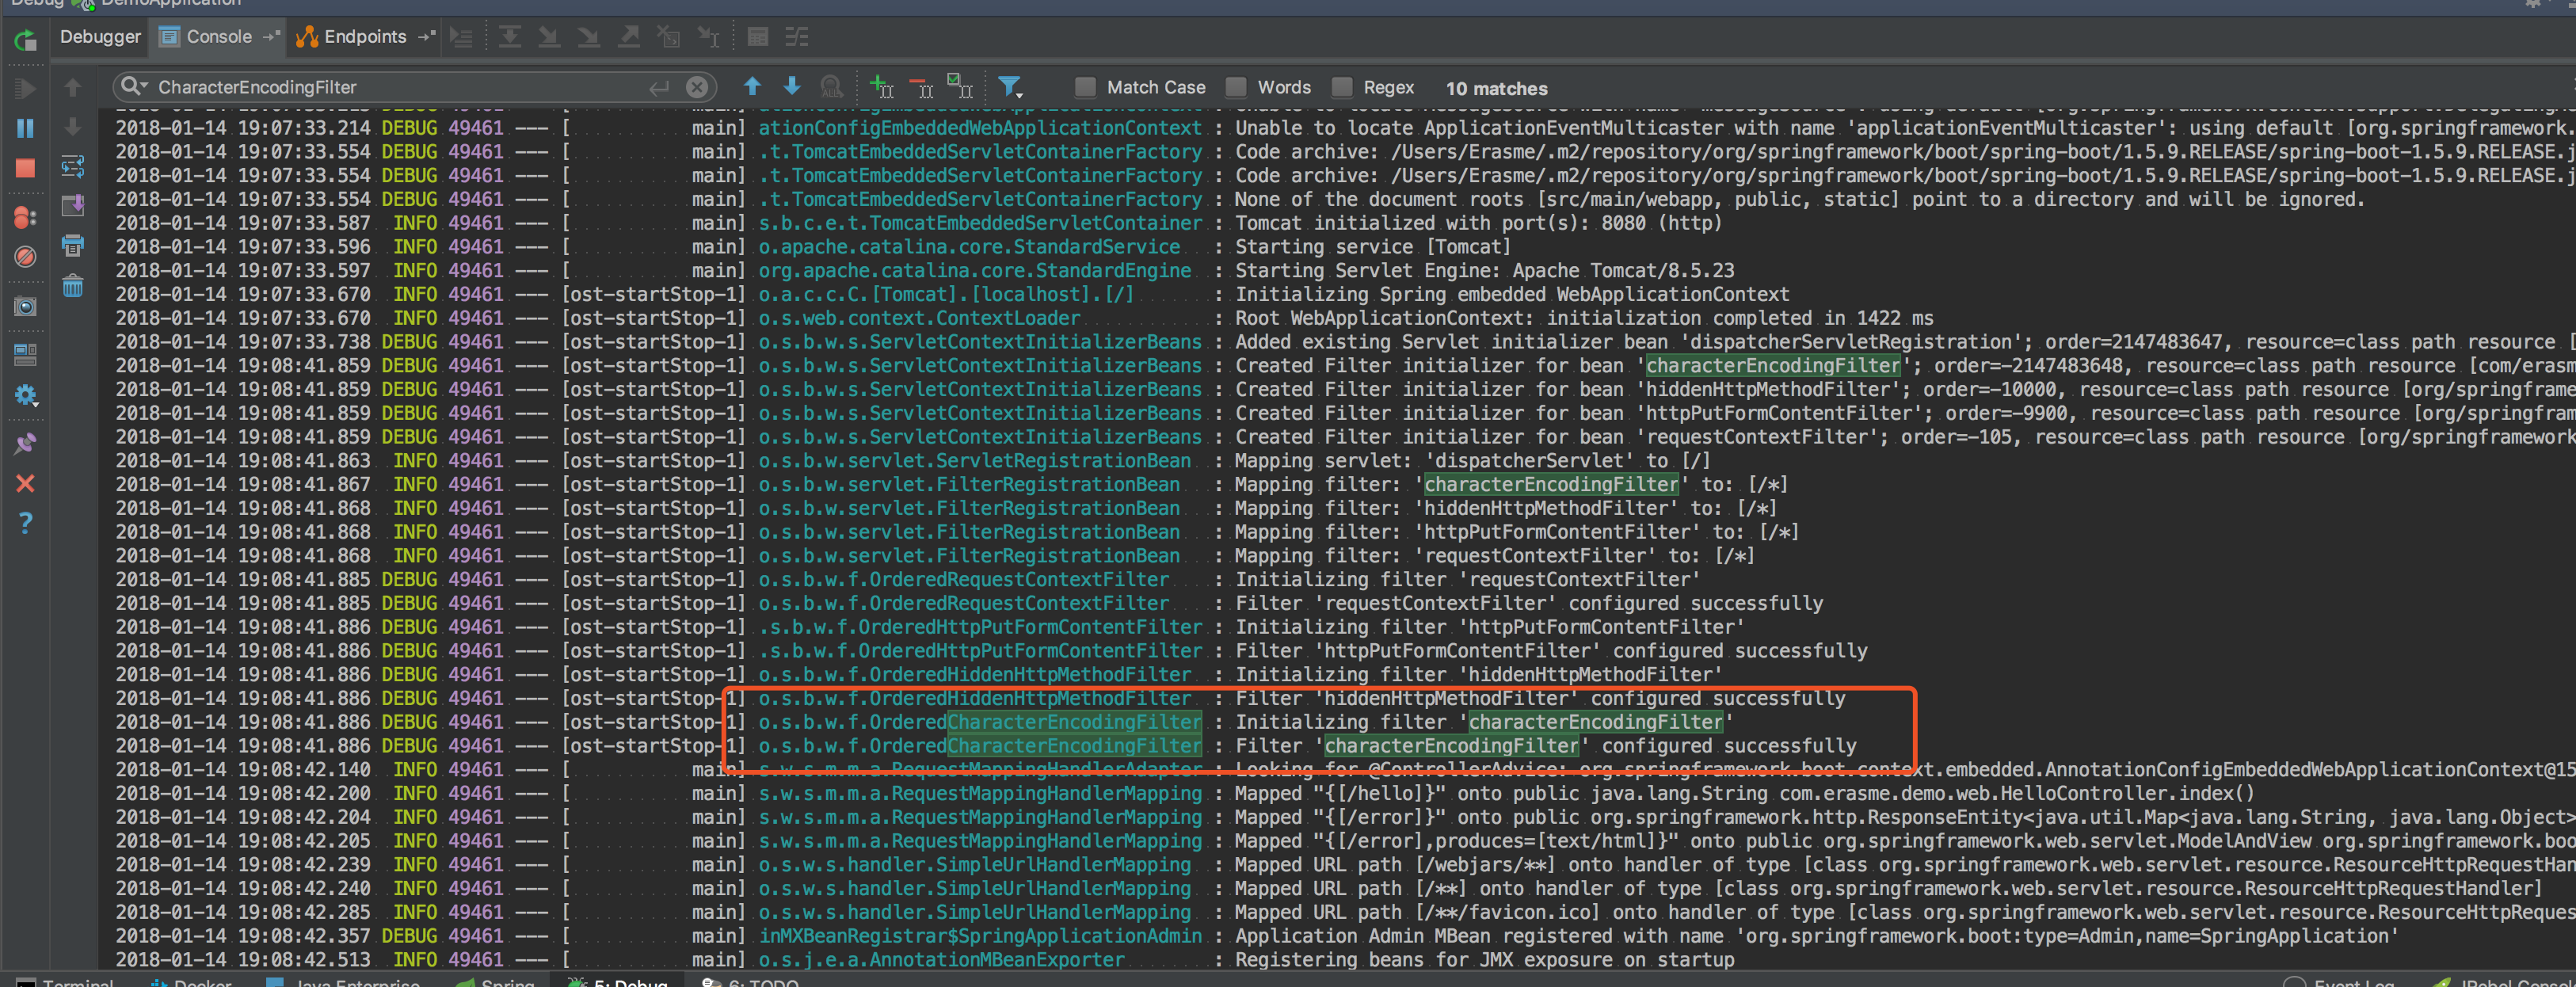 Debug DemoApplication
Debugger Console Endpoints
CharacterEncodingFilter Match Case Words Regex 10 matches
2018-01-14 19:07:33.214 DEBUG 49461 --- [ main] ationConfigEmbeddedWebApplicationContext : Unable to locate ApplicationEventMulticaster with name 'applicationEventMulticaster': using default [org.springframework.
2018-01-14 19:07:33.554 DEBUG 49461 --- [ main] .t.TomcatEmbeddedServletContainerFactory : Code archive: /Users/Erasme/.m2/repository/org/springframework/boot/spring-boot/1.5.9.RELEASE/spring-boot-1.5.9.RELEASE.j
2018-01-14 19:07:33.554 DEBUG 49461 --- [ main] .t.TomcatEmbeddedServletContainerFactory : Code archive: /Users/Erasme/.m2/repository/org/springframework/boot/spring-boot/1.5.9.RELEASE/spring-boot-1.5.9.RELEASE.j
2018-01-14 19:07:33.554 DEBUG 49461 --- [ main] .t.TomcatEmbeddedServletContainerFactory : None of the document roots [src/main/webapp, public, static] point to a directory and will be ignored.
2018-01-14 19:07:33.587 INFO 49461 --- [ main] s.b.c.e.t.TomcatEmbeddedServletContainer : Tomcat initialized with port(s): 8080 (http)
2018-01-14 19:07:33.596 INFO 49461 --- [ main] o.apache.catalina.core.StandardService : Starting service [Tomcat]
2018-01-14 19:07:33.597 INFO 49461 --- [ main] org.apache.catalina.core.StandardEngine : Starting Servlet Engine: Apache Tomcat/8.5.23
2018-01-14 19:07:33.670 INFO 49461 --- [ost-startStop-1] o.a.c.c.C.[Tomcat].[localhost].[/] : Initializing Spring embedded WebApplicationContext
2018-01-14 19:07:33.670 INFO 49461 --- [ost-startStop-1] o.s.web.context.ContextLoader : Root WebApplicationContext: initialization completed in 1422 ms
2018-01-14 19:07:33.738 DEBUG 49461 --- [ost-startStop-1] o.s.b.w.s.ServletContextInitializerBeans : Added existing Servlet initializer bean 'dispatcherServletRegistration'; order=2147483647, resource=class path resource [
2018-01-14 19:08:41.859 DEBUG 49461 --- [ost-startStop-1] o.s.b.w.s.ServletContextInitializerBeans : Created Filter initializer for bean 'characterEncodingFilter'; order=-2147483648, resource=class path resource [com/erasm
2018-01-14 19:08:41.859 DEBUG 49461 --- [ost-startStop-1] o.s.b.w.s.ServletContextInitializerBeans : Created Filter initializer for bean 'hiddenHttpMethodFilter'; order=-10000, resource=class path resource [org/springframe
2018-01-14 19:08:41.859 DEBUG 49461 --- [ost-startStop-1] o.s.b.w.s.ServletContextInitializerBeans : Created Filter initializer for bean 'httpPutFormContentFilter'; order=-9900, resource=class path resource [org/springfram
2018-01-14 19:08:41.859 DEBUG 49461 --- [ost-startStop-1] o.s.b.w.s.ServletContextInitializerBeans : Created Filter initializer for bean 'requestContextFilter'; order=-105, resource=class path resource [org/springframework
2018-01-14 19:08:41.863 INFO 49461 --- [ost-startStop-1] o.s.b.w.servlet.ServletRegistrationBean : Mapping servlet: 'dispatcherServlet' to [/]
2018-01-14 19:08:41.867 INFO 49461 --- [ost-startStop-1] o.s.b.w.servlet.FilterRegistrationBean : Mapping filter: 'characterEncodingFilter' to: [/*]
2018-01-14 19:08:41.868 INFO 49461 --- [ost-startStop-1] o.s.b.w.servlet.FilterRegistrationBean : Mapping filter: 'hiddenHttpMethodFilter' to: [/*]
2018-01-14 19:08:41.868 INFO 49461 --- [ost-startStop-1] o.s.b.w.servlet.FilterRegistrationBean : Mapping filter: 'httpPutFormContentFilter' to: [/*]
2018-01-14 19:08:41.868 INFO 49461 --- [ost-startStop-1] o.s.b.w.servlet.FilterRegistrationBean : Mapping filter: 'requestContextFilter' to: [/*]
2018-01-14 19:08:41.885 DEBUG 49461 --- [ost-startStop-1] o.s.b.w.f.OrderedRequestContextFilter : Initializing filter 'requestContextFilter'
2018-01-14 19:08:41.885 DEBUG 49461 --- [ost-startStop-1] o.s.b.w.f.OrderedRequestContextFilter : Filter 'requestContextFilter' configured successfully
2018-01-14 19:08:41.886 DEBUG 49461 --- [ost-startStop-1] .s.b.w.f.OrderedHttpPutFormContentFilter : Initializing filter 'httpPutFormContentFilter'
2018-01-14 19:08:41.886 DEBUG 49461 --- [ost-startStop-1] .s.b.w.f.OrderedHttpPutFormContentFilter : Filter 'httpPutFormContentFilter' configured successfully
2018-01-14 19:08:41.886 DEBUG 49461 --- [ost-startStop-1] o.s.b.w.f.OrderedHiddenHttpMethodFilter : Initializing filter 'hiddenHttpMethodFilter'
2018-01-14 19:08:41.886 DEBUG 49461 --- [ost-startStop-1] o.s.b.w.f.OrderedHiddenHttpMethodFilter : Filter 'hiddenHttpMethodFilter' configured successfully
2018-01-14 19:08:41.886 DEBUG 49461 --- [ost-startStop-1] o.s.b.w.f.OrderedCharacterEncodingFilter : Initializing filter 'characterEncodingFilter'
2018-01-14 19:08:41.886 DEBUG 49461 --- [ost-startStop-1] o.s.b.w.f.OrderedCharacterEncodingFilter : Filter 'characterEncodingFilter' configured successfully
2018-01-14 19:08:42.140 INFO 49461 --- [ main] s.w.s.m.m.a.RequestMappingHandlerAdapter : Looking for @ControllerAdvice: org.springframework.boot.context.embedded.AnnotationConfigEmbeddedWebApplicationContext@15
2018-01-14 19:08:42.200 INFO 49461 --- [ main] s.w.s.m.m.a.RequestMappingHandlerMapping : Mapped "{[/hello]}" onto public java.lang.String com.erasme.demo.web.HelloController.index()
2018-01-14 19:08:42.204 INFO 49461 --- [ main] s.w.s.m.m.a.RequestMappingHandlerMapping : Mapped "{[/error]}" onto public org.springframework.http.ResponseEntity<java.util.Map<java.lang.String, java.lang.Object>
2018-01-14 19:08:42.205 INFO 49461 --- [ main] s.w.s.m.m.a.RequestMappingHandlerMapping : Mapped "{[/error],produces=[text/html]}" onto public org.springframework.web.servlet.ModelAndView org.springframework.boo
2018-01-14 19:08:42.239 INFO 49461 --- [ main] o.s.w.s.handler.SimpleUrlHandlerMapping : Mapped URL path [/webjars/**] onto handler of type [class org.springframework.web.servlet.resource.ResourceHttpRequestHan
2018-01-14 19:08:42.240 INFO 49461 --- [ main] o.s.w.s.handler.SimpleUrlHandlerMapping : Mapped URL path [/**] onto handler of type [class org.springframework.web.servlet.resource.ResourceHttpRequestHandler]
2018-01-14 19:08:42.285 INFO 49461 --- [ main] o.s.w.s.handler.SimpleUrlHandlerMapping : Mapped URL path [/**/favicon.ico] onto handler of type [class org.springframework.web.servlet.resource.ResourceHttpReques
2018-01-14 19:08:42.357 DEBUG 49461 --- [ main] inMXBeanRegistrar$SpringApplicationAdmin : Application Admin MBean registered with name 'org.springframework.boot:type=Admin,name=SpringApplication'
2018-01-14 19:08:42.513 INFO 49461 --- [ main] o.s.j.e.a.AnnotationMBeanExporter : Registering beans for JMX exposure on startup
Terminal Docker Java Enterprise Spring 5: Debug 6: TODO Event Log JRebel Console